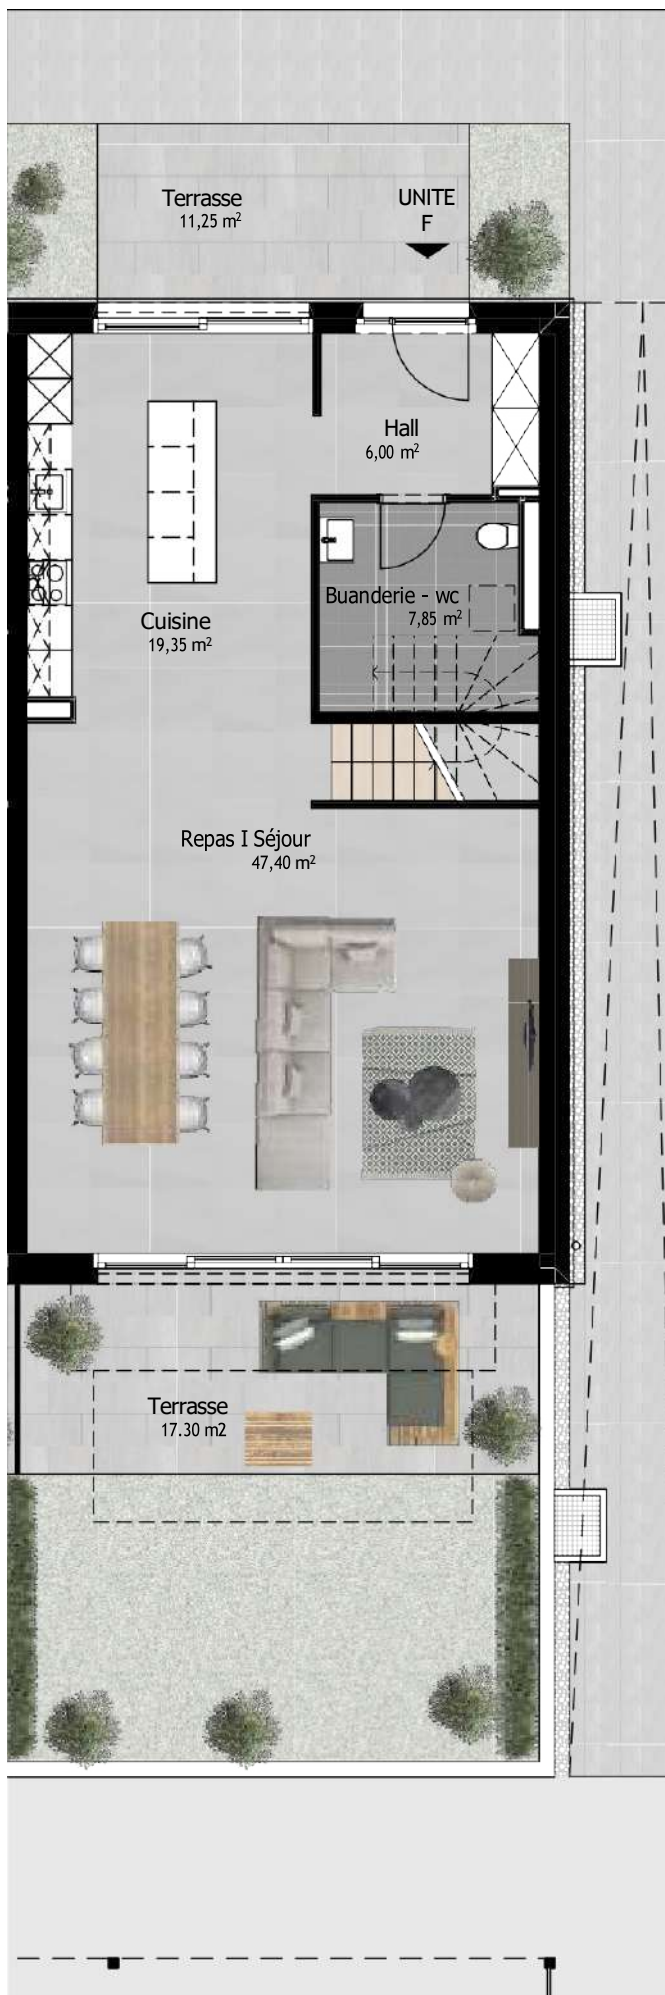 Terrasse
11,25 m²
UNITE
F
Hall
6,00 m²
Buanderie - wc
7,85 m²
Cuisine
19,35 m²
Repas I Séjour
47,40 m²
Terrasse
17.30 m2